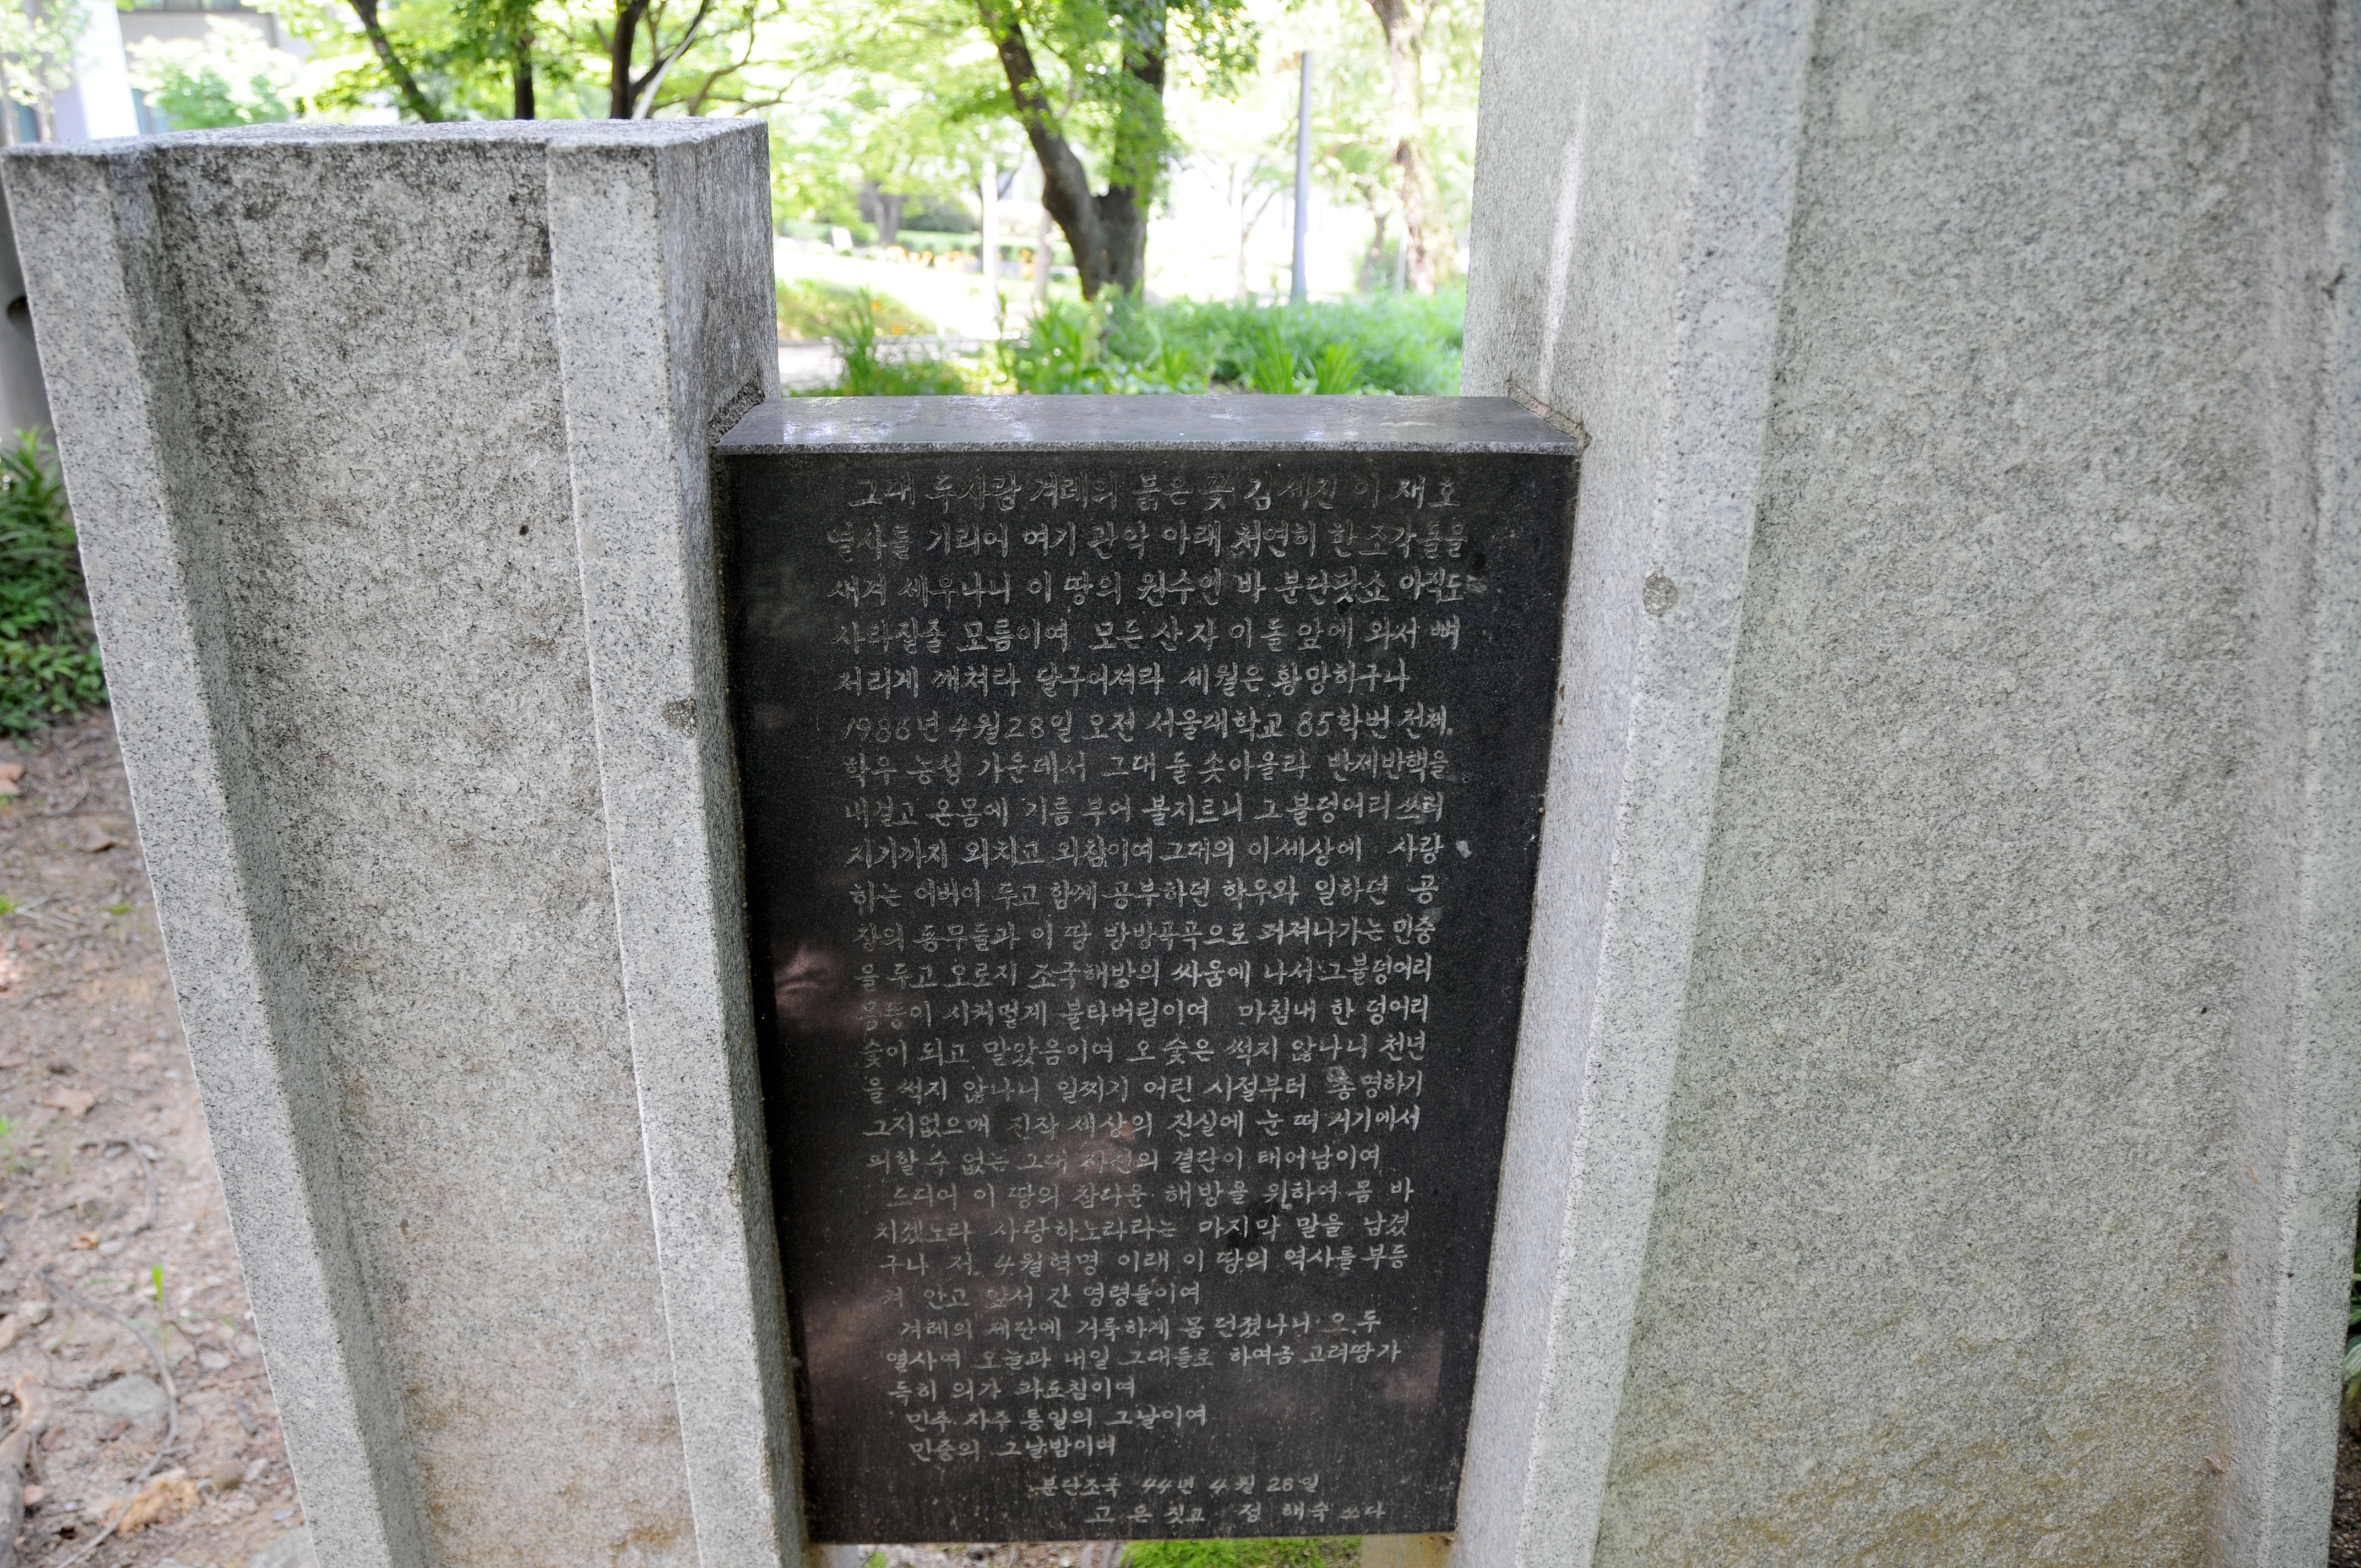 그대 두사람 겨레의 붉은 꽃 김세진 이재호
열사들 기리어 여기 관악 아래 처연히 한조각돌을
새겨 세우나니 이 땅의 원수인 바 분단팟쇼 아직도
사라질줄 모름이여 모든 산 자 이 돌 앞에 와서 뼈
저리게 깨쳐라 달구어져라 세월은 황망하구나
1986년 4월28일 오전 서울대학교 85학번 전체
학우 농성 가운데서 그대들 솟아올라 반제반핵을
내걸고 온몸에 기름 부어 불지르니 그 불덩어리 쓰러
지기까지 외치고 외침이여 그대의 이세상에 사랑
하는 어버이 두고 함께 공부하던 학우와 일하던 공
장의 동무들과 이 땅 방방곡곡으로 퍼져나가는 민중
을 두고 오로지 조국해방의 싸움에 나서 그불덩어리
몸뚱이 시커멓게 불타버림이여 마침내 한 덩어리
숯이 되고 말았음이여 오 숯은 썩지 않나니 천년
을 썩지 않나니 일찌기 어린 시절부터 총명하기
그지없으매 진작 세상의 진실에 눈 떠 거기에서
피할 수 없는 그대 자신의 결단이 태어남이여
드디어 이 땅의 참다운 해방을 위하여 몸 바
치겠노라 사랑하노라라는 마지막 말을 남겼
구나 저 4월혁명 이래 이 땅의 역사를 부등
켜 안고 앞서 간 영령들이여
겨레의 제단에 거룩하게 몸 던졌나니 오 두
열사여 오늘과 내일 그대들로 하여금 고려땅가
득히 의가 파도침이여
민주 자주 통일의 그날이여
민중의 그날밤이여
분단조국 44년 4월 28일
고 은 짓고 정 해숙 쓰다